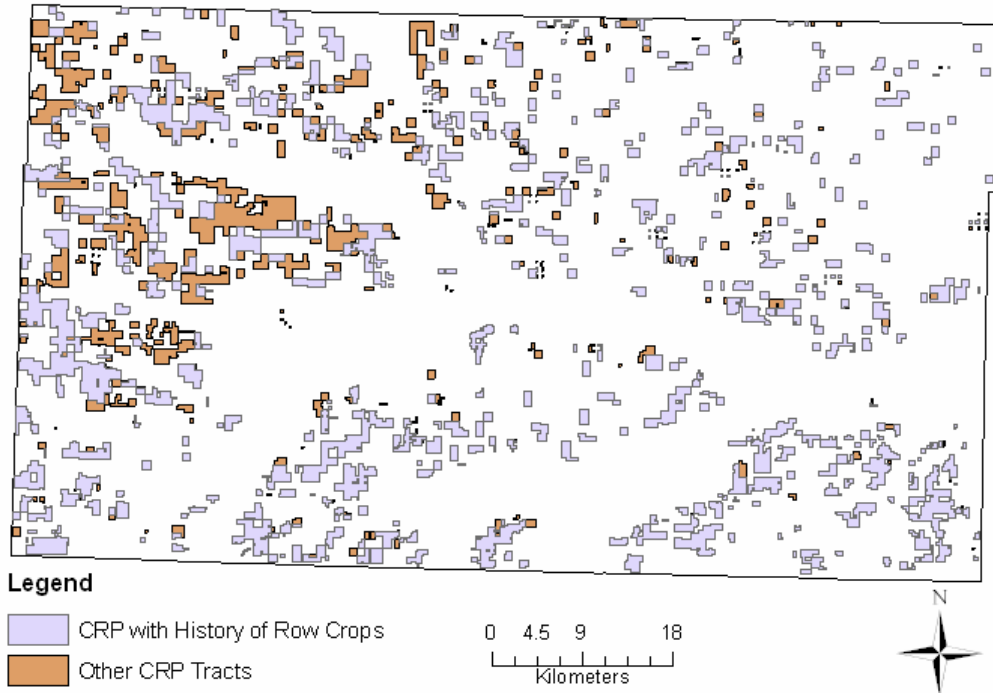 Legend
CRP with History of Row Crops
Other CRP Tracts
0 4.5 9 18
Kilometers
N